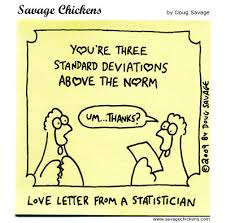 Savage Chickens
by Doug Savage
YOU'RE THREE
STANDARD DEVIATIONS
ABOVE THE NORM
UM...THANKS?
©2009 BY DOUG SAVAGE
LOVE LETTER FROM A STATISTICIAN
www.savagechickens.com